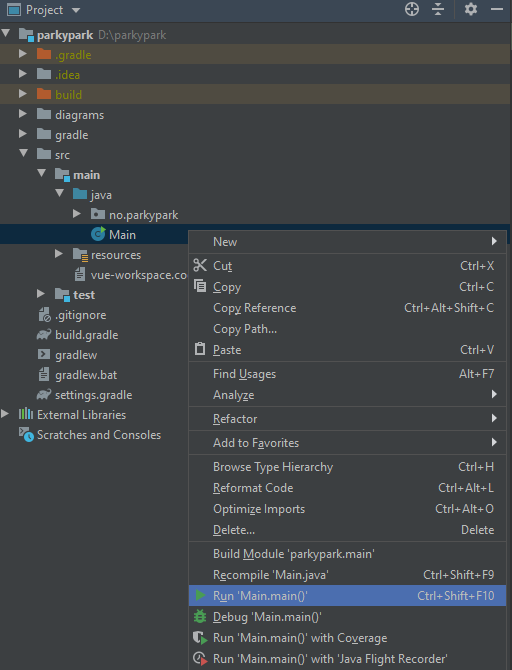 Project
parkypark D:\parkypark
.gradle
.idea
build
diagrams
gradle
src
main
java
no.parkypark
Main
resources
vue-workspace.co
test
.gitignore
build.gradle
gradlew
gradlew.bat
settings.gradle
External Libraries
Scratches and Consoles
New
Cut Ctrl+X
Copy Ctrl+C
Copy Reference Ctrl+Alt+Shift+C
Copy Path...
Paste Ctrl+V
Find Usages Alt+F7
Analyze
Refactor
Add to Favorites
Browse Type Hierarchy Ctrl+H
Reformat Code Ctrl+Alt+L
Optimize Imports Ctrl+Alt+O
Delete... Delete
Build Module 'parkypark.main'
Recompile 'Main.java' Ctrl+Shift+F9
Run 'Main.main()' Ctrl+Shift+F10
Debug 'Main.main()'
Run 'Main.main()' with Coverage
Run 'Main.main()' with 'Java Flight Recorder'